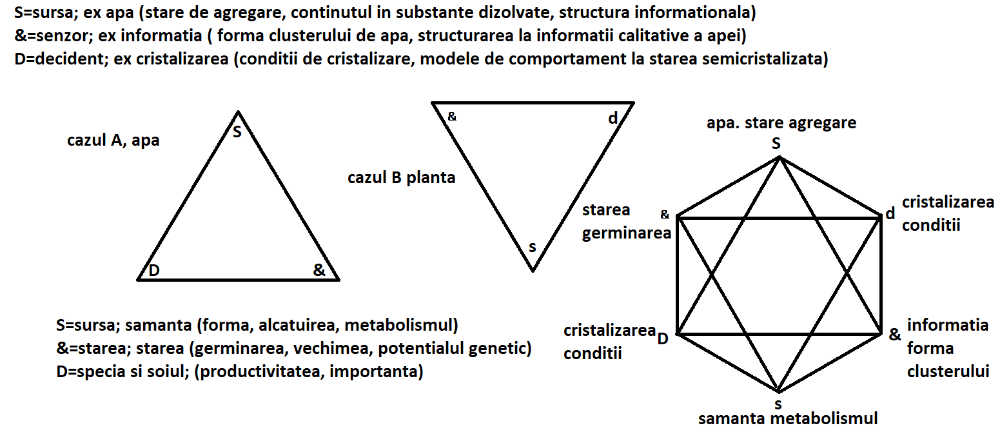 S=sursa; ex apa (stare de agregare, continutul in substante dizolvate, structura informationala)
&=senzor; ex informatia ( forma clusterului de apa, structurarea la informatii calitative a apei)
D=decident; ex cristalizarea (conditii de cristalizare, modele de comportament la starea semicristalizata)
cazul A, apa
S
D
&
cazul B planta
&
d
s
apa. stare agregare
S
starea
germinarea
&
d
cristalizarea
conditii
cristalizarea
conditii
D
&
informatia
forma
clusterului
s
samanta metabolismul
S=sursa; samanta (forma, alcatuirea, metabolismul)
&=starea; starea (germinarea, vechimea, potentialul genetic)
D=specia si soiul; (productivitatea, importanta)